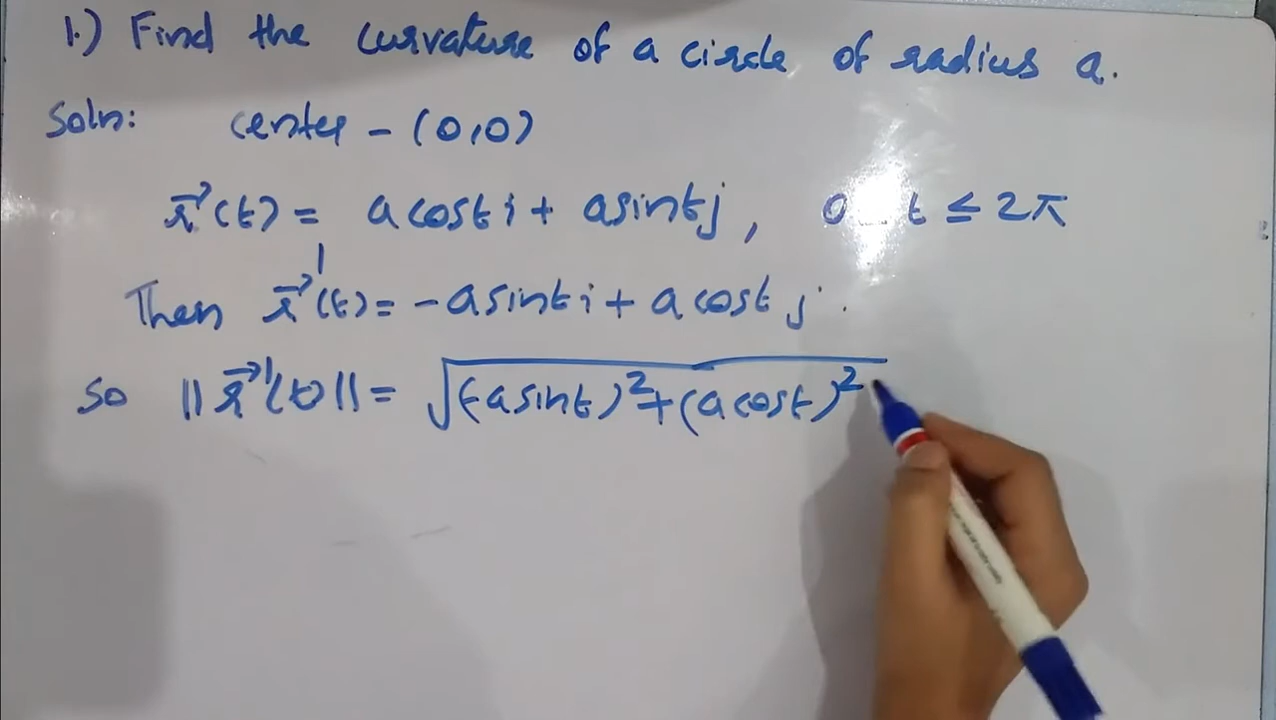 1.) Find the curvature of a circle of radius a.
Soln: center - (0,0)
r⃗(t) = a cost i + a sint j, 0 t ≤ 2π
Then r⃗'(t) = -a sint i + a cost j.
So ||r⃗'(t)|| = √((-a sint)² + (a cost)²